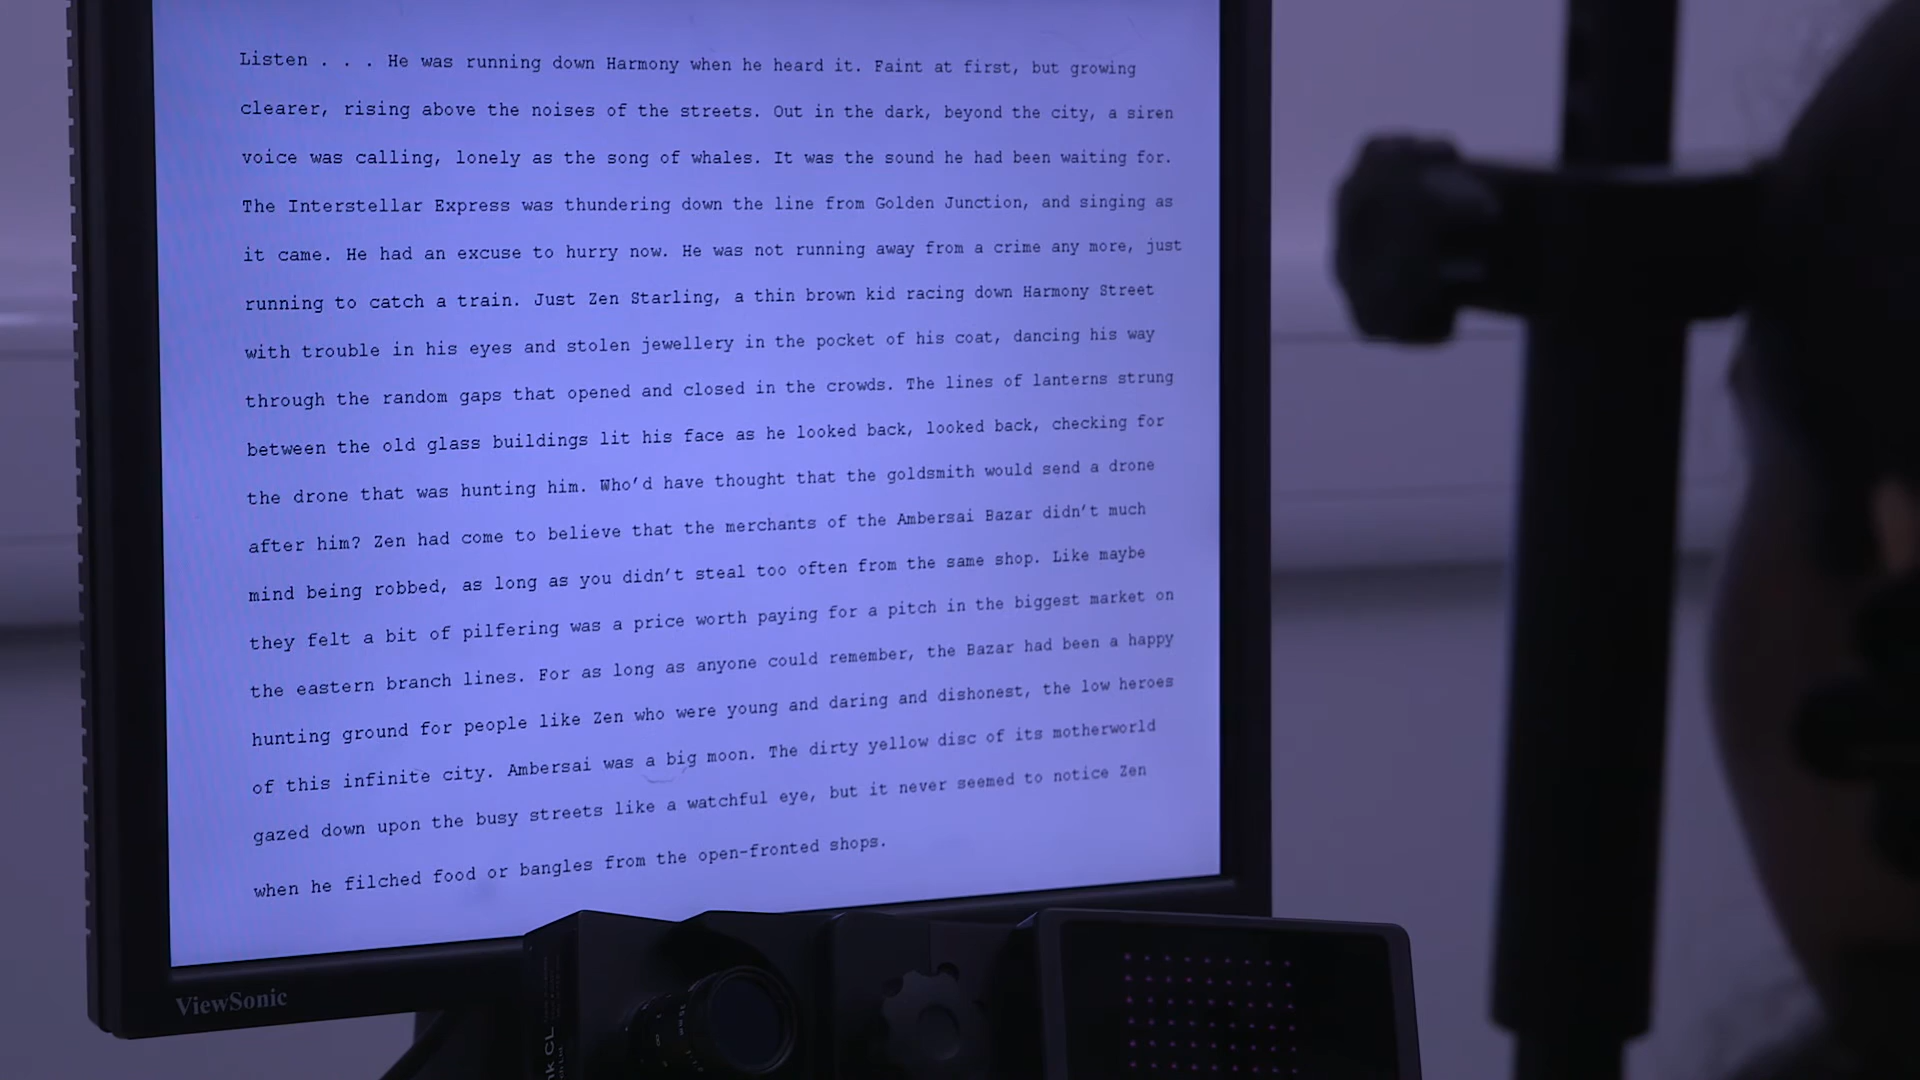 Listen . . . He was running down Harmony when he heard it. Faint at first, but growing
clearer, rising above the noises of the streets. Out in the dark, beyond the city, a siren
voice was calling, lonely as the song of whales. It was the sound he had been waiting for.
The Interstellar Express was thundering down the line from Golden Junction, and singing as
it came. He had an excuse to hurry now. He was not running away from a crime any more, just
running to catch a train. Just Zen Starling, a thin brown kid racing down Harmony Street
with trouble in his eyes and stolen jewellery in the pocket of his coat, dancing his way
through the random gaps that opened and closed in the crowds. The lines of lanterns strung
between the old glass buildings lit his face as he looked back, looked back, checking for
the drone that was hunting him. Who'd have thought that the goldsmith would send a drone
after him? Zen had come to believe that the merchants of the Ambersai Bazar didn't much
mind being robbed, as long as you didn't steal too often from the same shop. Like maybe
they felt a bit of pilfering was a price worth paying for a pitch in the biggest market on
the eastern branch lines. For as long as anyone could remember, the Bazar had been a happy
hunting ground for people like Zen who were young and daring and dishonest, the low heroes
of this infinite city. Ambersai was a big moon. The dirty yellow disc of its motherworld
gazed down upon the busy streets like a watchful eye, but it never seemed to notice Zen
when he filched food or bangles from the open-fronted shops.
ViewSonic